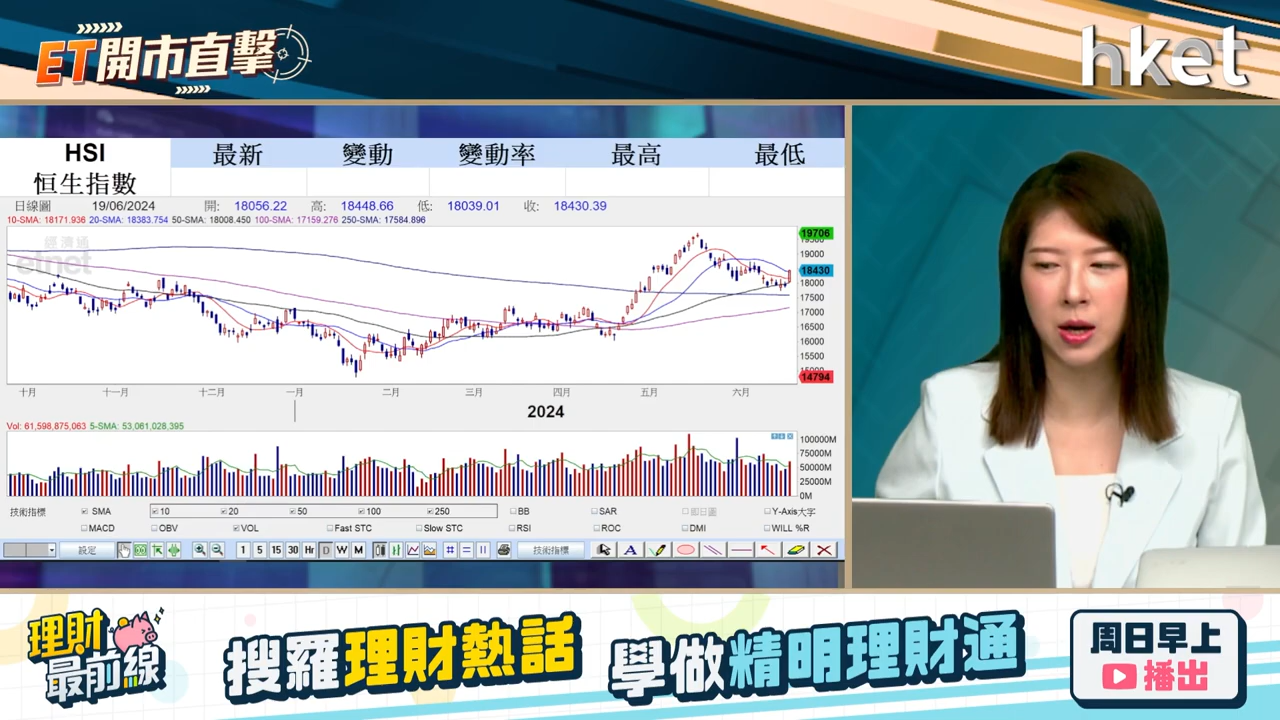 ET開市直擊
hket
HSI
恒生指數
最新 變動 變動率 最高 最低
日線圖 19/06/2024 開: 18056.22 高: 18448.66 低: 18039.01 收: 18430.39
10-SMA: 18171.936 20-SMA: 18383.754 50-SMA: 18008.450 100-SMA: 17159.276 250-SMA: 17584.896
經濟通
etnet
19706
19500
19000
18430
18000
17500
17000
16500
16000
15500
15000
14794
十月 十一月 十二月 一月 二月 三月 四月 五月 六月
2024
Vol: 61,598,875,063 5-SMA: 53,061,028,395
100000M
75000M
50000M
25000M
0M
技術指標 SMA 10 20 50 100 250 BB SAR 即日圖 Y-Axis大字
MACD OBV VOL Fast STC Slow STC RSI ROC DMI WILL %R
設定 1 5 15 30 Hr D W M 技術指標 A
理財
最前線
搜羅理財熱話 學做精明理財通
周日早上
播出